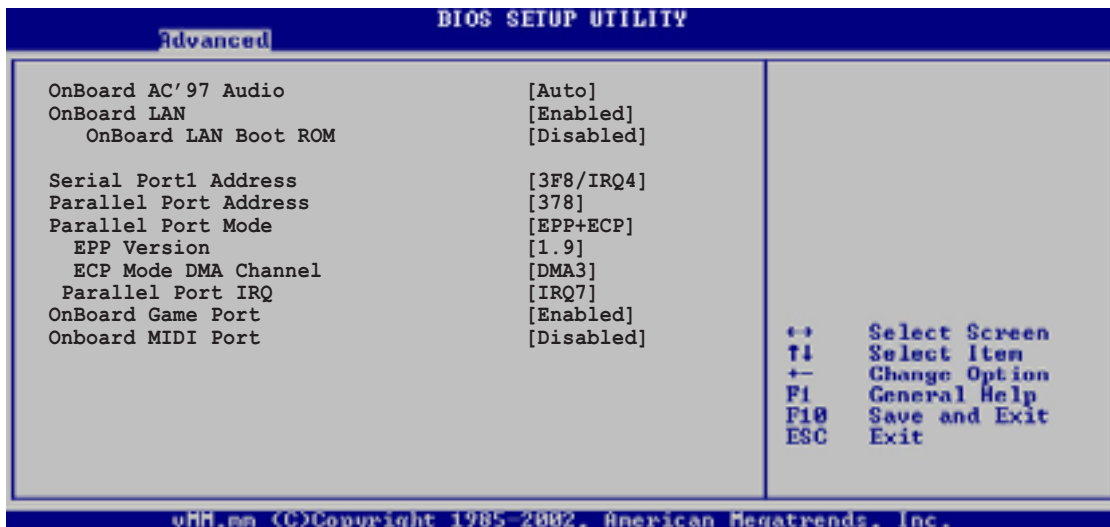 BIOS SETUP UTILITY
Advanced
OnBoard AC'97 Audio [Auto]
OnBoard LAN [Enabled]
OnBoard LAN Boot ROM [Disabled]
Serial Port1 Address [3F8/IRQ4]
Parallel Port Address [378]
Parallel Port Mode [EPP+ECP]
EPP Version [1.9]
ECP Mode DMA Channel [DMA3]
Parallel Port IRQ [IRQ7]
OnBoard Game Port [Enabled]
Onboard MIDI Port [Disabled]
←→ Select Screen
↑↓ Select Item
+- Change Option
F1 General Help
F10 Save and Exit
ESC Exit
vMM.mm (C)Copyright 1985-2002, American Megatrends, Inc.